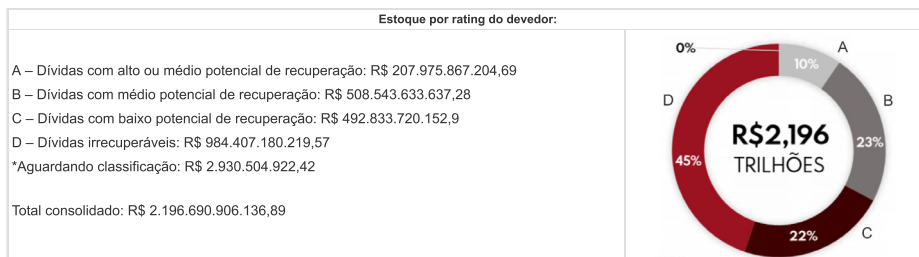 Estoque por rating do devedor:
A – Dívidas com alto ou médio potencial de recuperação: R$ 207.975.867.204,69
B – Dívidas com médio potencial de recuperação: R$ 508.543.633.637,28
C – Dívidas com baixo potencial de recuperação: R$ 492.833.720.152,9
D – Dívidas irrecuperáveis: R$ 984.407.180.219,57
*Aguardando classificação: R$ 2.930.504.922,42
Total consolidado: R$ 2.196.690.906.136,89
0%
A
10%
D
B
R$2,196
TRILHÕES
23%
45%
C
22%